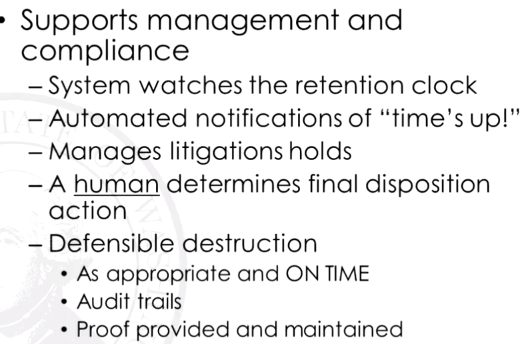 • Supports management and
compliance
– System watches the retention clock
– Automated notifications of “time’s up!”
– Manages litigations holds
– A human determines final disposition
action
– Defensible destruction
• As appropriate and ON TIME
• Audit trails
• Proof provided and maintained